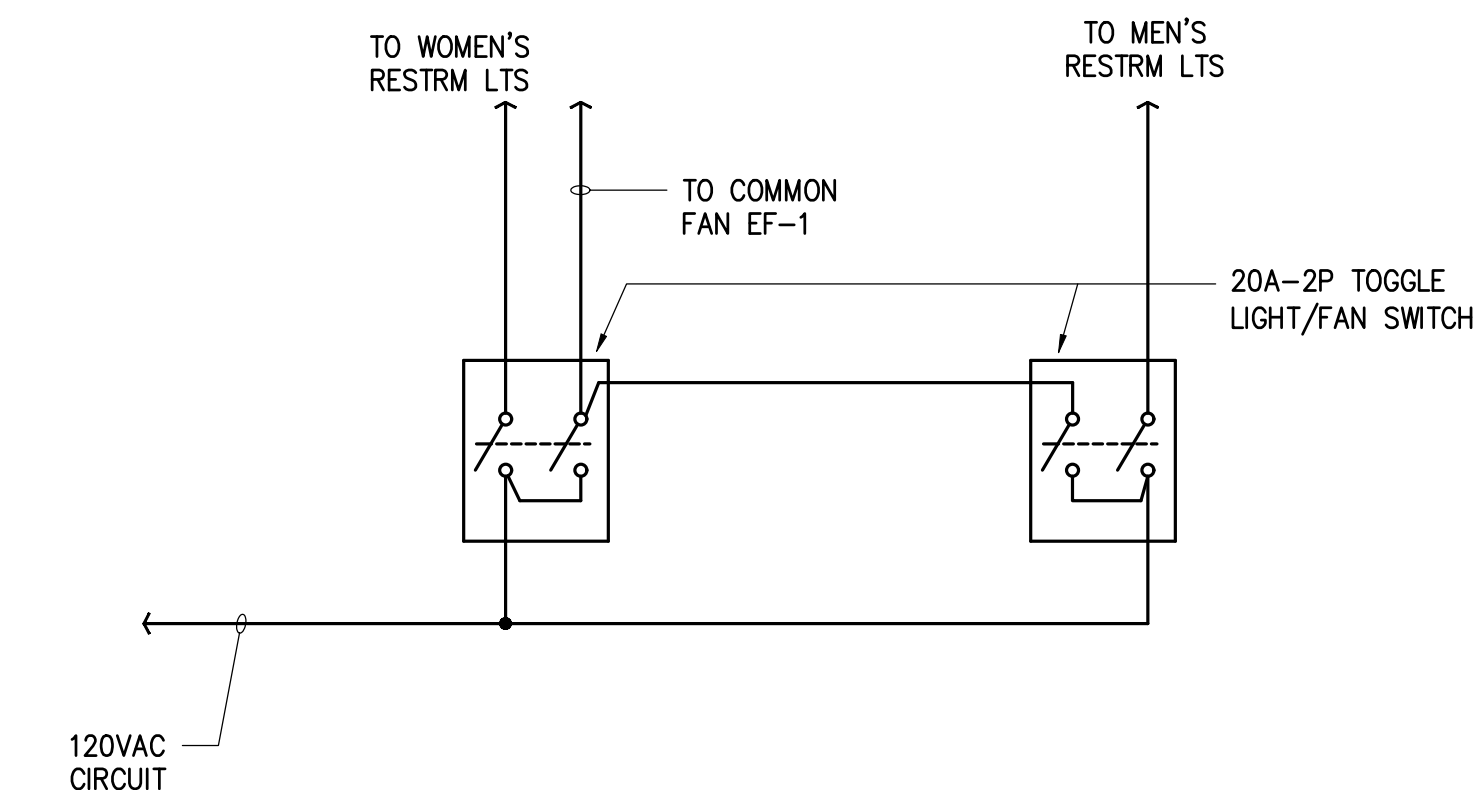 TO WOMEN'S
RESTRM LTS
TO MEN'S
RESTRM LTS
TO COMMON
FAN EF-1
20A-2P TOGGLE
LIGHT/FAN SWITCH
120VAC
CIRCUIT